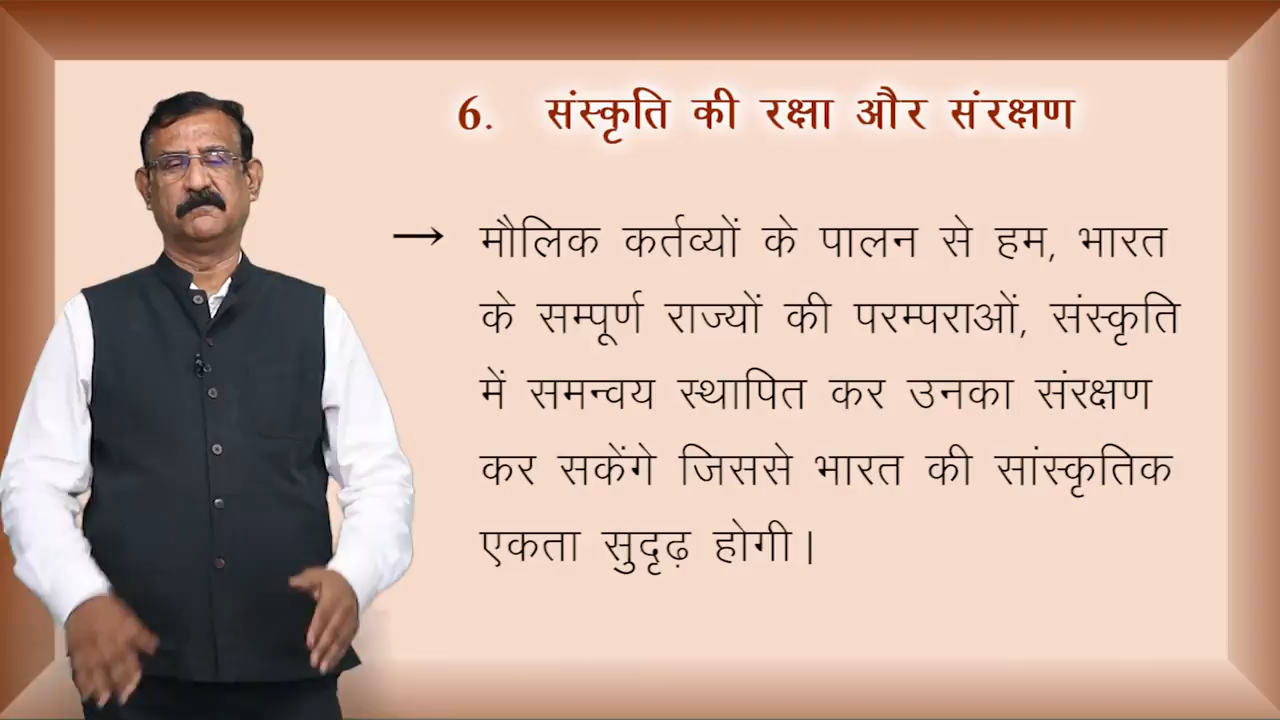 6. संस्कृति की रक्षा और संरक्षण
→ मौलिक कर्तव्यों के पालन से हम, भारत
के सम्पूर्ण राज्यों की परम्पराओं, संस्कृति
में समन्वय स्थापित कर उनका संरक्षण
कर सकेंगे जिससे भारत की सांस्कृतिक
एकता सुदृढ़ होगी।